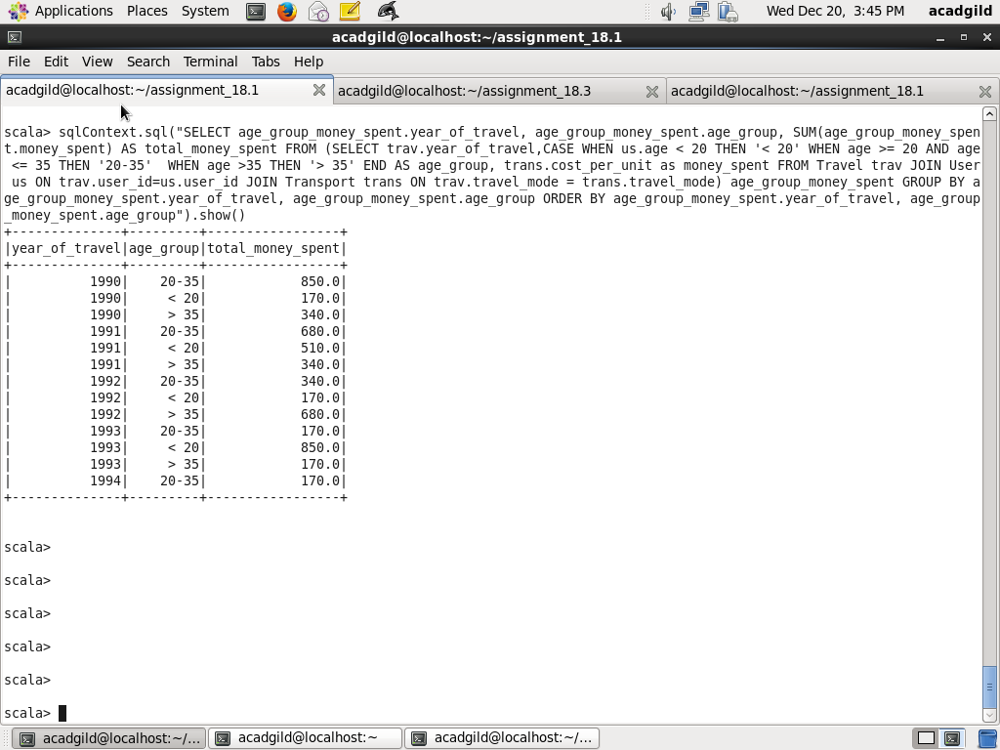 Applications Places System Wed Dec 20, 3:45 PM acadgild
acadgild@localhost:~/assignment_18.1
File Edit View Search Terminal Tabs Help
acadgild@localhost:~/assignment_18.1 acadgild@localhost:~/assignment_18.3 acadgild@localhost:~/assignment_18.1
scala> sqlContext.sql("SELECT age_group_money_spent.year_of_travel, age_group_money_spent.age_group, SUM(age_group_money_spen
t.money_spent) AS total_money_spent FROM (SELECT trav.year_of_travel,CASE WHEN us.age < 20 THEN '< 20' WHEN age >= 20 AND age
 <= 35 THEN '20-35'  WHEN age >35 THEN '> 35' END AS age_group, trans.cost_per_unit as money_spent FROM Travel trav JOIN User
 us ON trav.user_id=us.user_id JOIN Transport trans ON trav.travel_mode = trans.travel_mode) age_group_money_spent GROUP BY a
ge_group_money_spent.year_of_travel, age_group_money_spent.age_group ORDER BY age_group_money_spent.year_of_travel, age_group
_money_spent.age_group").show()
+--------------+---------+-----------------+
|year_of_travel|age_group|total_money_spent|
+--------------+---------+-----------------+
|          1990|    20-35|            850.0|
|          1990|     < 20|            170.0|
|          1990|     > 35|            340.0|
|          1991|    20-35|            680.0|
|          1991|     < 20|            510.0|
|          1991|     > 35|            340.0|
|          1992|    20-35|            340.0|
|          1992|     < 20|            170.0|
|          1992|     > 35|            680.0|
|          1993|    20-35|            170.0|
|          1993|     < 20|            850.0|
|          1993|     > 35|            170.0|
|          1994|    20-35|            170.0|
+--------------+---------+-----------------+
scala>
scala>
scala>
scala>
scala>
scala>
acadgild@localhost:~/... acadgild@localhost:~ acadgild@localhost:~/...